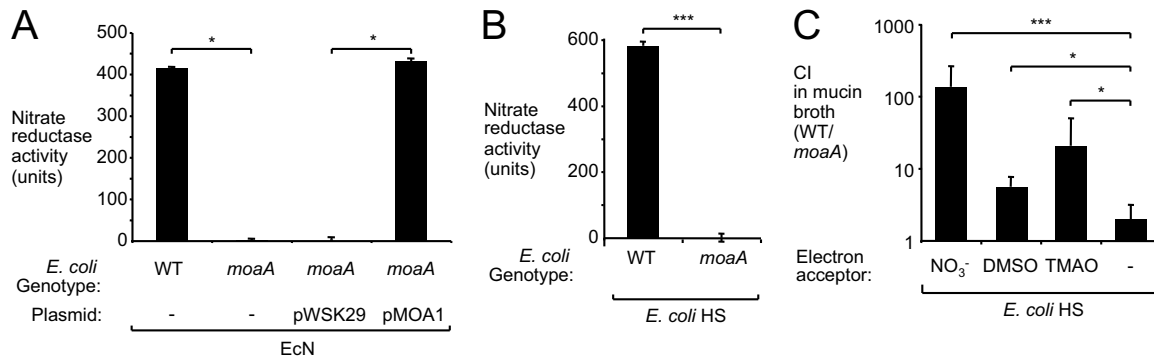 A
*
*
500
400
300
200
100
0
Nitrate
reductase
activity
(units)
E. coli
Genotype:
WT
moaA
moaA
moaA
Plasmid:
-
-
pWSK29
pMOA1
EcN
B
***
600
400
200
0
Nitrate
reductase
activity
(units)
E. coli
Genotype:
WT
moaA
E. coli HS
C
***
*
*
1000
100
10
1
CI
in mucin
broth
(WT/
moaA)
Electron
acceptor:
NO₃⁻
DMSO
TMAO
-
E. coli HS